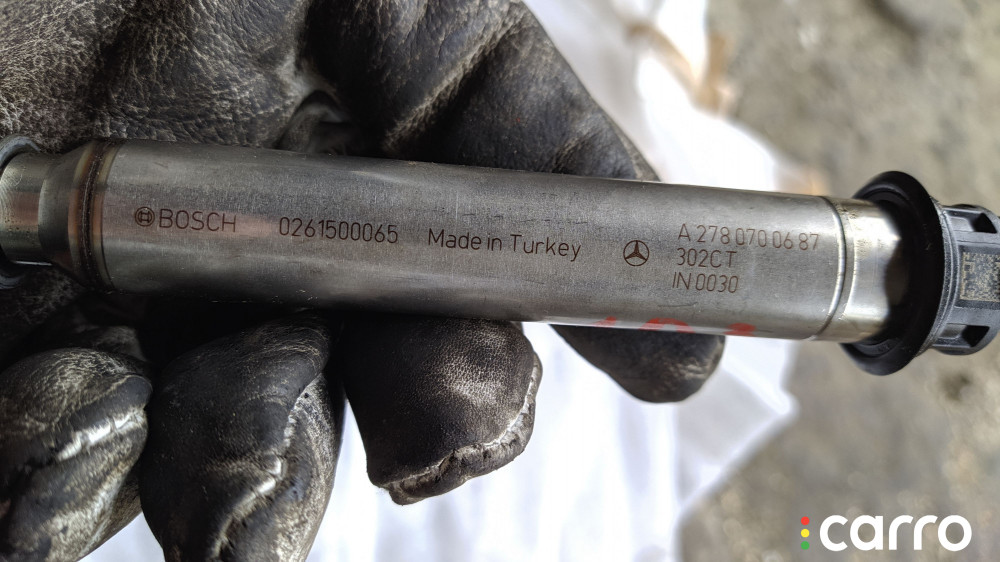 BOSCH 0261500065 Made in Turkey
A 278 070 06 87
302CT
IN 0030
carro